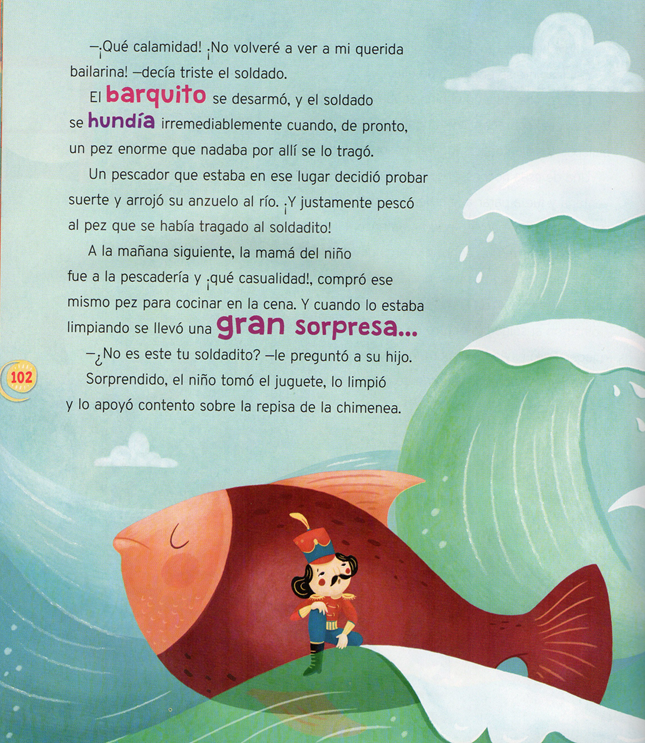 —¡Qué calamidad! ¡No volveré a ver a mi querida
bailarina! —decía triste el soldado.
El barquito se desarmó, y el soldado
se hundía irremediablemente cuando, de pronto,
un pez enorme que nadaba por allí se lo tragó.
Un pescador que estaba en ese lugar decidió probar
suerte y arrojó su anzuelo al río. ¡Y justamente pescó
al pez que se había tragado al soldadito!
A la mañana siguiente, la mamá del niño
fue a la pescadería y ¡qué casualidad!, compró ese
mismo pez para cocinar en la cena. Y cuando lo estaba
limpiando se llevó una gran sorpresa...
—¿No es este tu soldadito? —le preguntó a su hijo.
Sorprendido, el niño tomó el juguete, lo limpió
y lo apoyó contento sobre la repisa de la chimenea.
102